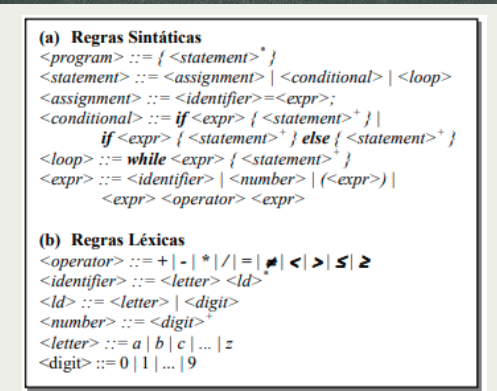 (a) Regras Sintáticas
<program> ::= { <statement>* }
<statement> ::= <assignment> | <conditional> | <loop>
<assignment> ::= <identifier>=<expr>;
<conditional> ::= if <expr> { <statement>+ } |
if <expr> { <statement>+ } else { <statement>+ }
<loop> ::= while <expr> { <statement>+ }
<expr> ::= <identifier> | <number> | (<expr>) |
<expr> <operator> <expr>
(b) Regras Léxicas
<operator> ::= + | - | * | / | = | ≠ | < | > | ≤ | ≥
<identifier> ::= <letter> <ld>*
<ld> ::= <letter> | <digit>
<number> ::= <digit>+
<letter> ::= a | b | c | ... | z
<digit> ::= 0 | 1 | ... | 9